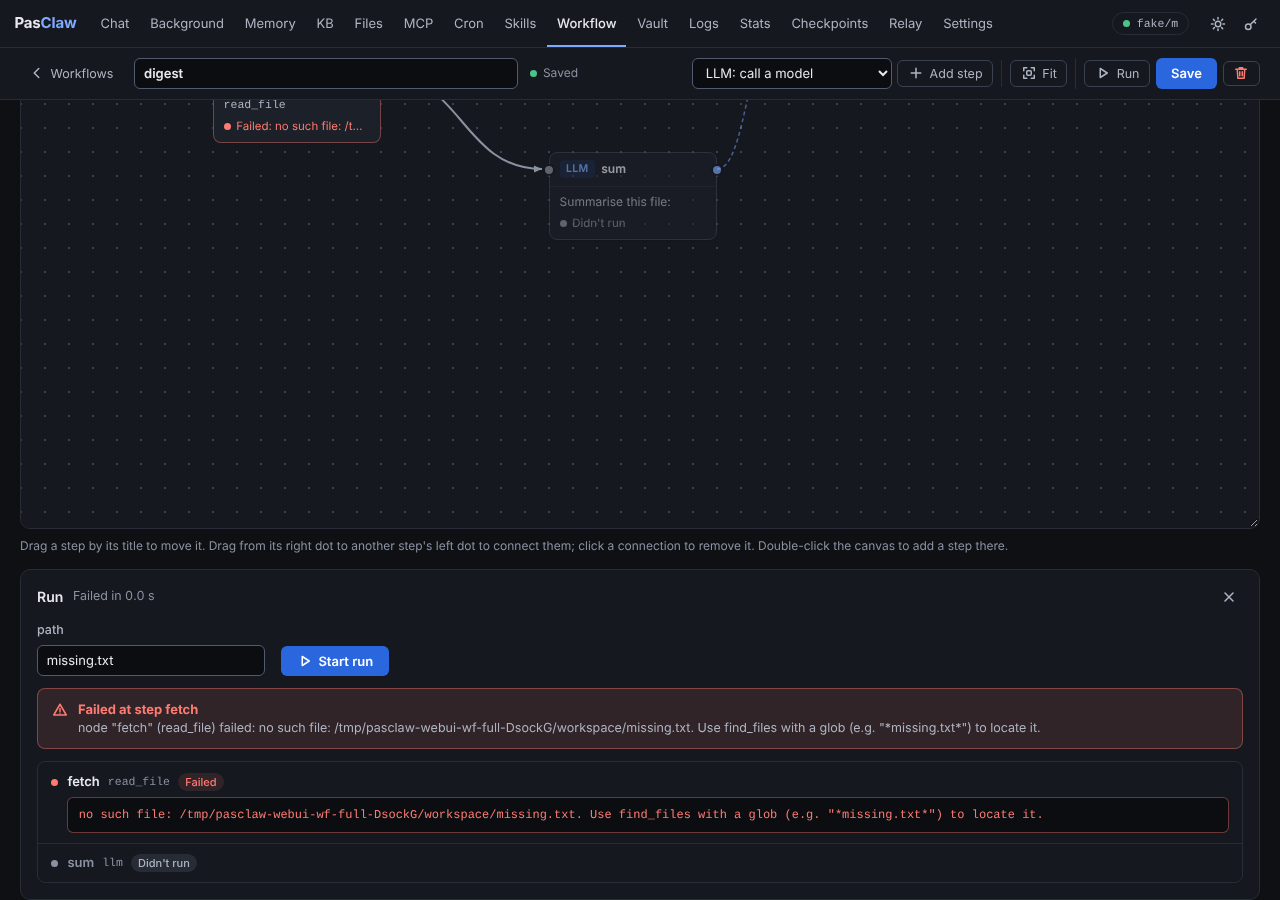 PasClaw Chat Background Memory KB Files MCP Cron Skills Workflow Vault Logs Stats Checkpoints Relay Settings fake/m
Workflows digest Saved LLM: call a model Add step Fit Run Save
read_file
Failed: no such file: /t...
LLM sum
Summarise this file:
Didn't run
Drag a step by its title to move it. Drag from its right dot to another step's left dot to connect them; click a connection to remove it. Double-click the canvas to add a step there.
Run Failed in 0.0 s
path
missing.txt Start run
Failed at step fetch
node "fetch" (read_file) failed: no such file: /tmp/pasclaw-webui-wf-full-DsockG/workspace/missing.txt. Use find_files with a glob (e.g. "*missing.txt*") to locate it.
fetch read_file Failed
no such file: /tmp/pasclaw-webui-wf-full-DsockG/workspace/missing.txt. Use find_files with a glob (e.g. "*missing.txt*") to locate it.
sum llm Didn't run